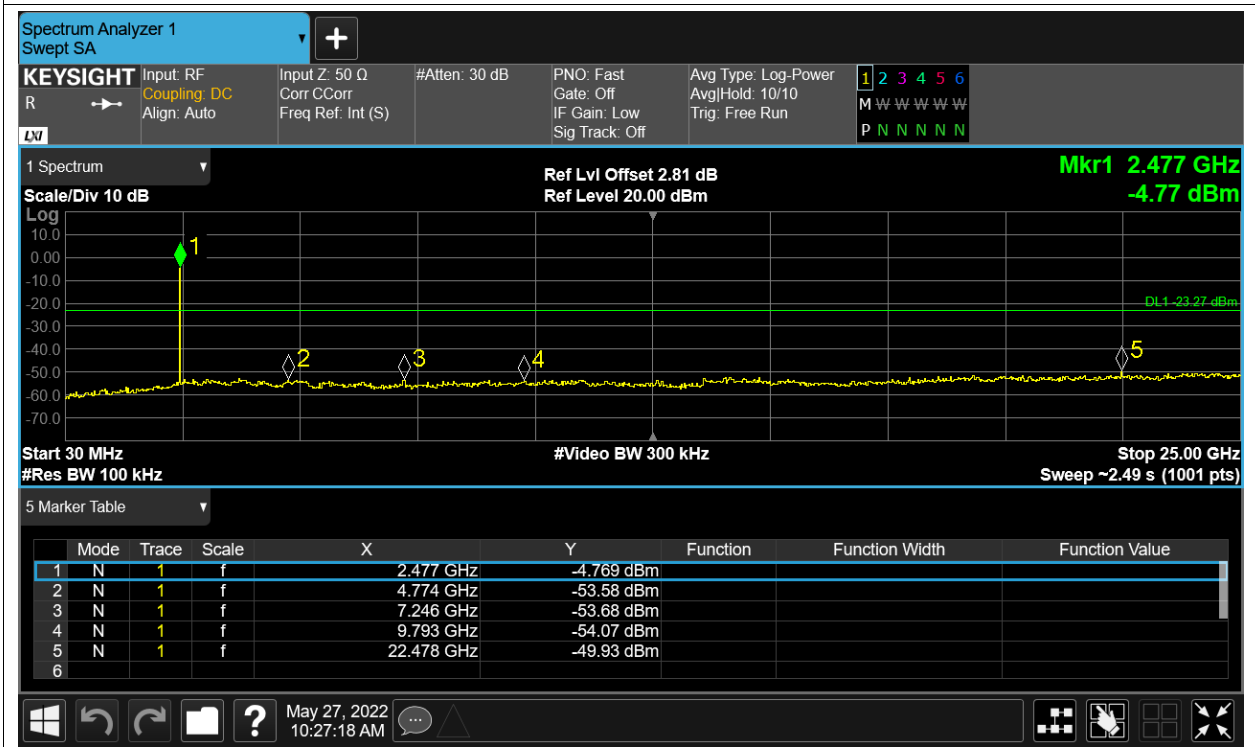 Spectrum Analyzer 1
Swept SA
+
KEYSIGHT
R
LXI
Input: RF
Coupling: DC
Align: Auto
Input Z: 50 Ω
Corr CCorr
Freq Ref: Int (S)
#Atten: 30 dB
PNO: Fast
Gate: Off
IF Gain: Low
Sig Track: Off
Avg Type: Log-Power
Avg|Hold: 10/10
Trig: Free Run
1 2 3 4 5 6
M W W W W W
P N N N N N
1 Spectrum
Scale/Div 10 dB
Ref Lvl Offset 2.81 dB
Ref Level 20.00 dBm
Mkr1 2.477 GHz
-4.77 dBm
Log
10.0
0.00
-10.0
-20.0
-30.0
-40.0
-50.0
-60.0
-70.0
1
2
3
4
5
DL1 -23.27 dBm
Start 30 MHz
#Res BW 100 kHz
#Video BW 300 kHz
Stop 25.00 GHz
Sweep ~2.49 s (1001 pts)
5 Marker Table
Mode Trace Scale X Y Function Function Width Function Value
1 N 1 f 2.477 GHz -4.769 dBm
2 N 1 f 4.774 GHz -53.58 dBm
3 N 1 f 7.246 GHz -53.68 dBm
4 N 1 f 9.793 GHz -54.07 dBm
5 N 1 f 22.478 GHz -49.93 dBm
6
?
May 27, 2022
10:27:18 AM